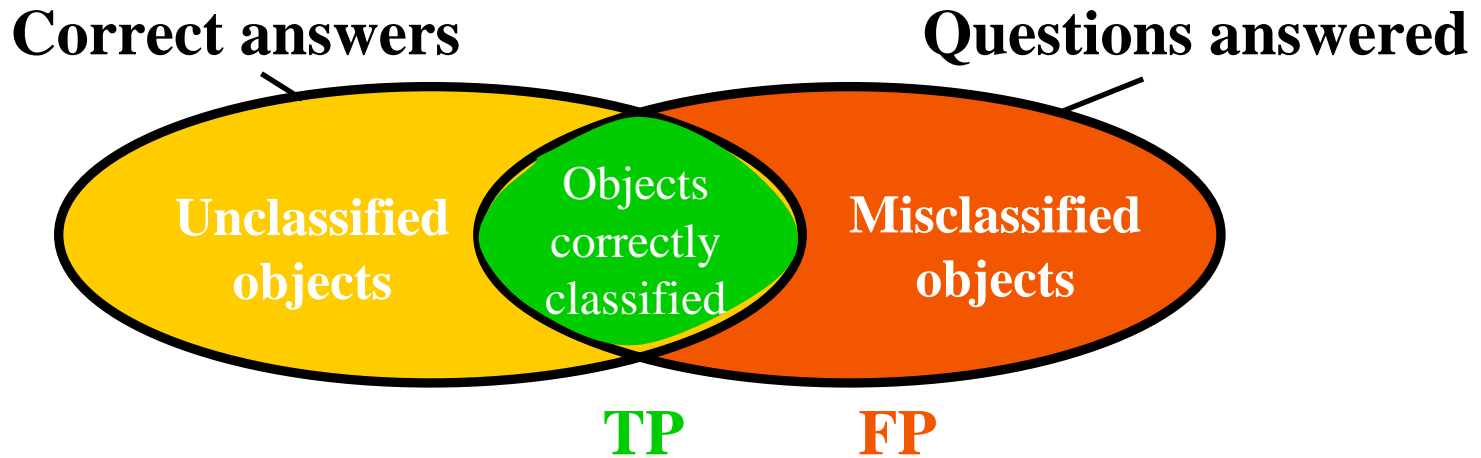 Correct answers
Questions answered
Unclassified
objects
Objects
correctly
classified
Misclassified
objects
TP
FP